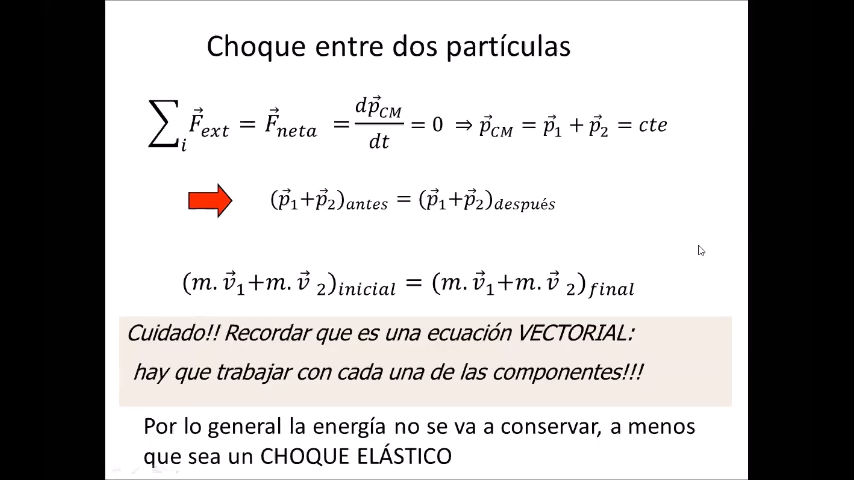 Choque entre dos partículas
∑ᵢ F⃗ₑₓₜ = F⃗ₙₑₜₐ = dp⃗_CM/dt = 0 ⇒ p⃗_CM = p⃗₁ + p⃗₂ = cte
(p⃗₁+p⃗₂)antes = (p⃗₁+p⃗₂)después
(m. v⃗₁+m. v⃗ ₂)inicial = (m. v⃗₁+m. v⃗ ₂)final
Cuidado!! Recordar que es una ecuación VECTORIAL:
hay que trabajar con cada una de las componentes!!!
Por lo general la energía no se va a conservar, a menos
que sea un CHOQUE ELÁSTICO